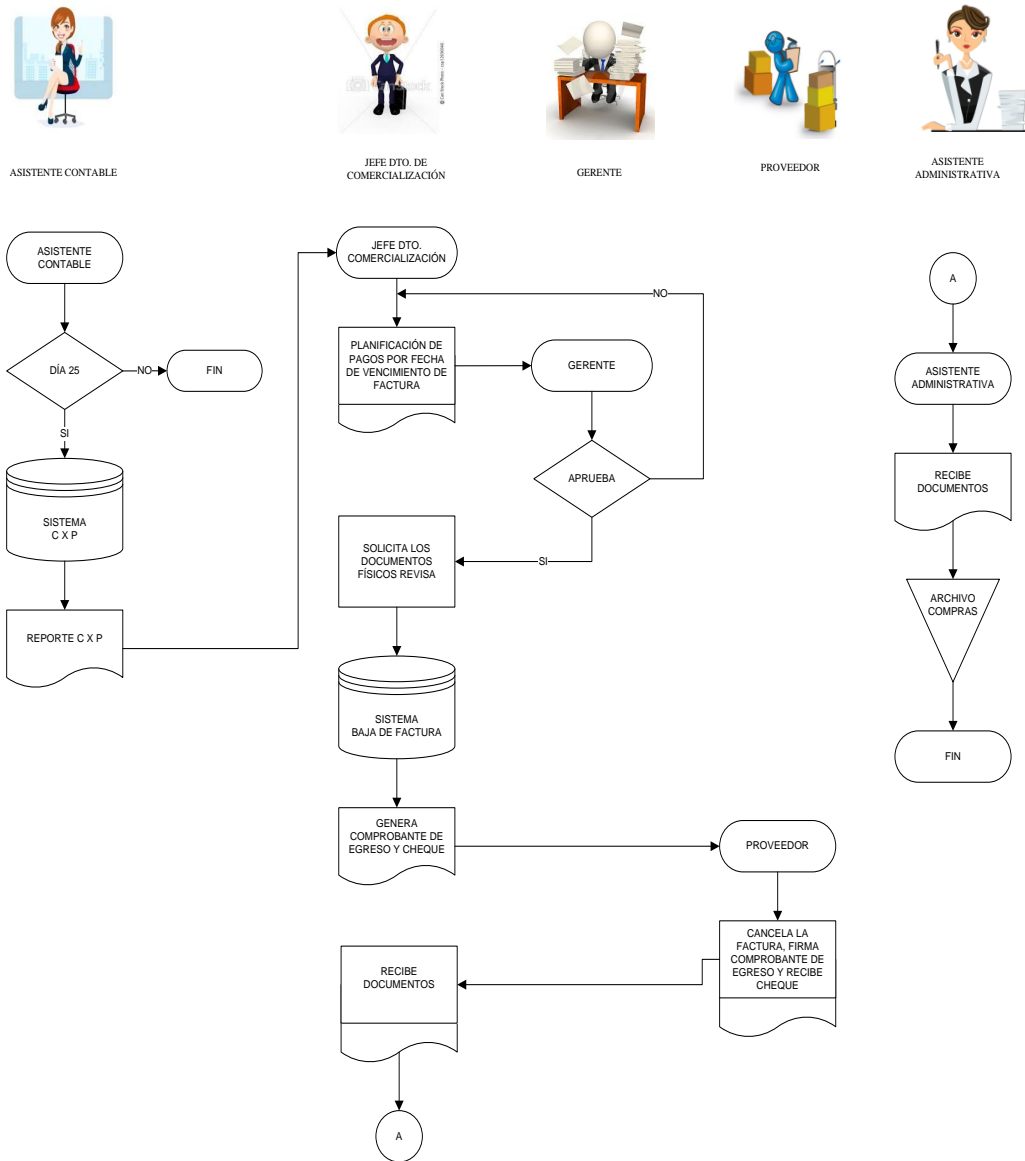 ASISTENTE CONTABLE
JEFE DTO. DE
COMERCIALIZACIÓN
GERENTE
PROVEEDOR
ASISTENTE
ADMINISTRATIVA
ASISTENTE
CONTABLE
DÍA 25
NO
FIN
SI
SISTEMA
C X P
REPORTE C X P
JEFE DTO.
COMERCIALIZACIÓN
NO
PLANIFICACIÓN DE
PAGOS POR FECHA
DE VENCIMIENTO DE
FACTURA
GERENTE
APRUEBA
SI
SOLICITA LOS
DOCUMENTOS
FÍSICOS REVISA
SISTEMA
BAJA DE FACTURA
GENERA
COMPROBANTE DE
EGRESO Y CHEQUE
PROVEEDOR
CANCELA LA
FACTURA, FIRMA
COMPROBANTE DE
EGRESO Y RECIBE
CHEQUE
RECIBE
DOCUMENTOS
A
A
ASISTENTE
ADMINISTRATIVA
RECIBE
DOCUMENTOS
ARCHIVO
COMPRAS
FIN